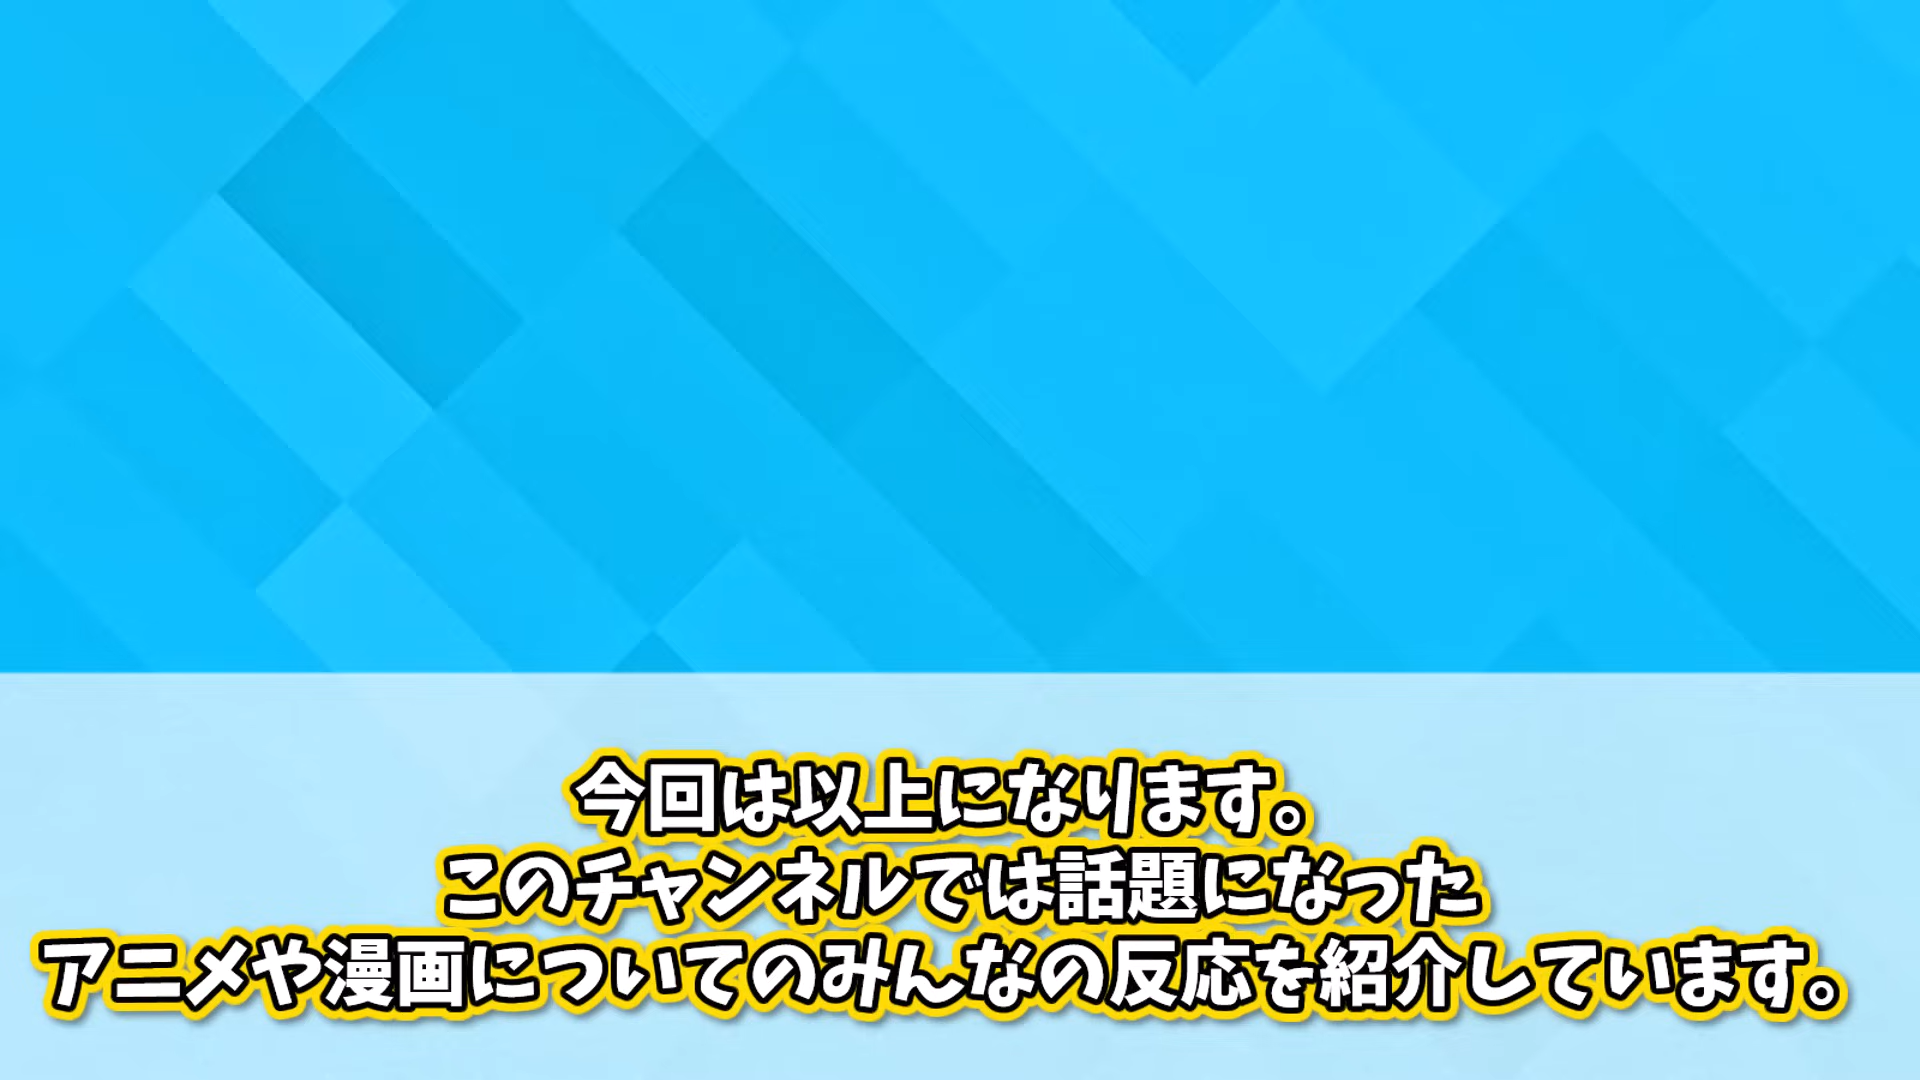 今回は以上になります。
このチャンネルでは話題になった
アニメや漫画についてのみんなの反応を紹介しています。